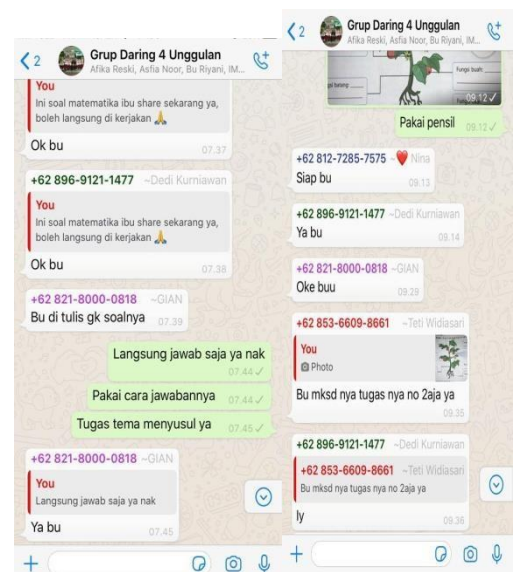 2
Grup Daring 4 Unggulan
Afika Reski, Asfia Noor, Bu Riyani, IM...
You
Ini soal matematika ibu share sekarang ya,
boleh langsung di kerjakan 🙏
Ok bu
07.37
+62 896-9121-1477 ~Dedi Kurniawan
You
Ini soal matematika ibu share sekarang ya,
boleh langsung di kerjakan 🙏
Ok bu
07.38
+62 821-8000-0818 ~GIAN
Bu di tulis gk soalnya
07.39
Langsung jawab saja ya nak
07.44
Pakai cara jawabannya
07.44
Tugas tema menyusul ya
07.45
+62 821-8000-0818 ~GIAN
You
Langsung jawab saja ya nak
Ya bu
07.45
2
Grup Daring 4 Unggulan
Afika Reski, Asfia Noor, Bu Riyani, IM...
Fungsi buah:
09.12
Pakai pensil
09.12
+62 812-7285-7575 ~❤️ Nina
Siap bu
09.13
+62 896-9121-1477 ~Dedi Kurniawan
Ya bu
09.14
+62 821-8000-0818 ~GIAN
Oke buu
09.29
+62 853-6609-8661 ~Teti Widiasari
You
Photo
Bu mksd nya tugas nya no 2aja ya
09.35
+62 896-9121-1477 ~Dedi Kurniawan
+62 853-6609-8661 ~Teti Widiasari
Bu mksd nya tugas nya no 2aja ya
Iy
09.36